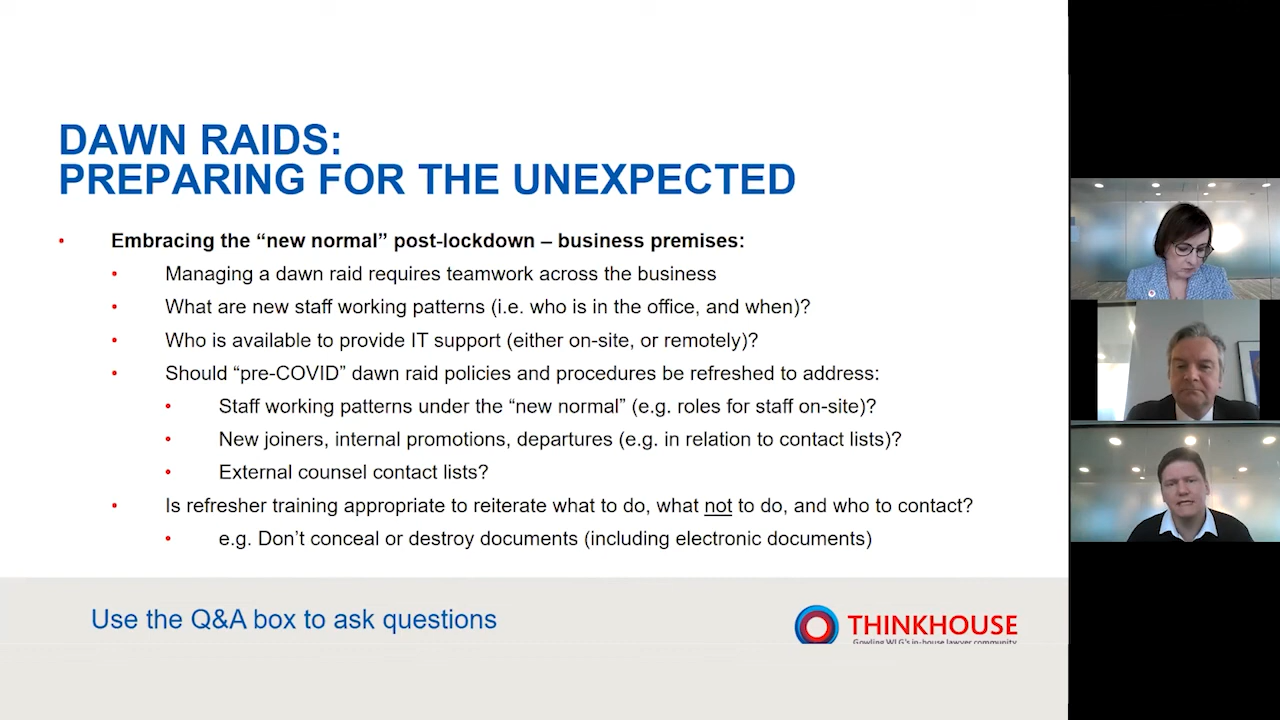 DAWN RAIDS:
PREPARING FOR THE UNEXPECTED
• Embracing the “new normal” post-lockdown – business premises:
• Managing a dawn raid requires teamwork across the business
• What are new staff working patterns (i.e. who is in the office, and when)?
• Who is available to provide IT support (either on-site, or remotely)?
• Should “pre-COVID” dawn raid policies and procedures be refreshed to address:
• Staff working patterns under the “new normal” (e.g. roles for staff on-site)?
• New joiners, internal promotions, departures (e.g. in relation to contact lists)?
• External counsel contact lists?
• Is refresher training appropriate to reiterate what to do, what not to do, and who to contact?
• e.g. Don’t conceal or destroy documents (including electronic documents)
Use the Q&A box to ask questions
THINKHOUSE
Gowling WLG's in-house lawyer community